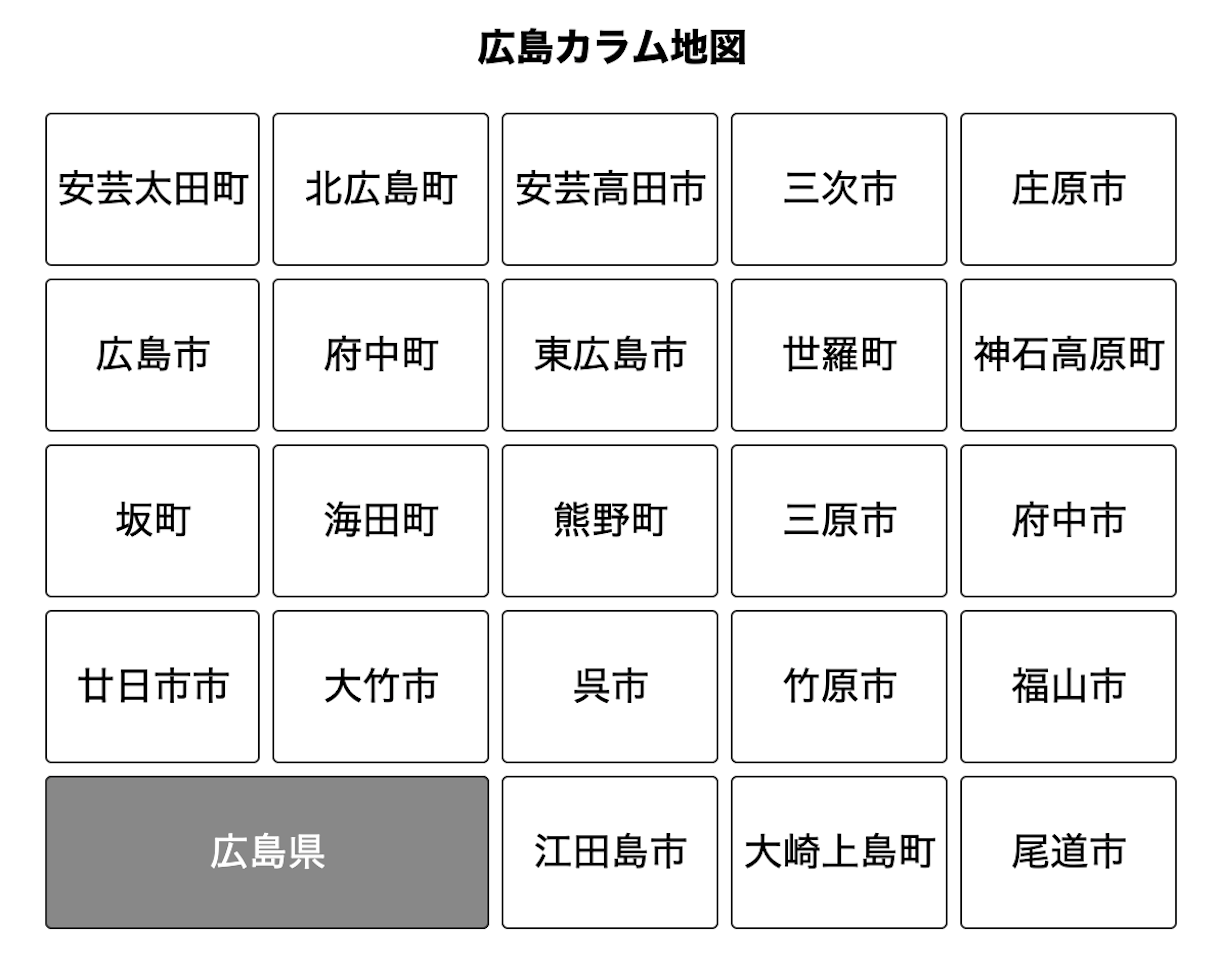 広島カラム地図
安芸太田町 北広島町 安芸高田市 三次市 庄原市
広島市 府中町 東広島市 世羅町 神石高原町
坂町 海田町 熊野町 三原市 府中市
廿日市市 大竹市 呉市 竹原市 福山市
広島県 江田島市 大崎上島町 尾道市